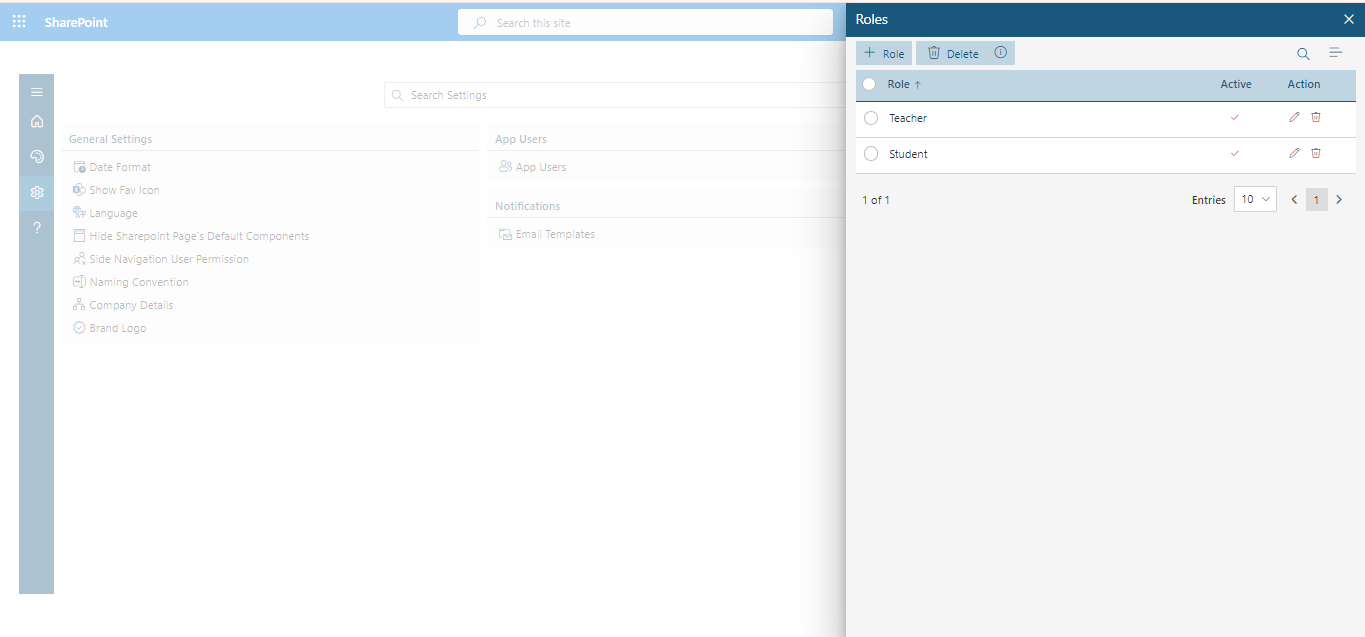 SharePoint
Search this site
Roles
Role
Delete
Role ↑ Active Action
Teacher
Student
1 of 1
Entries 10 1
Search Settings
General Settings
Date Format
Show Fav Icon
Language
Hide Sharepoint Page's Default Components
Side Navigation User Permission
Naming Convention
Company Details
Brand Logo
App Users
App Users
Notifications
Email Templates